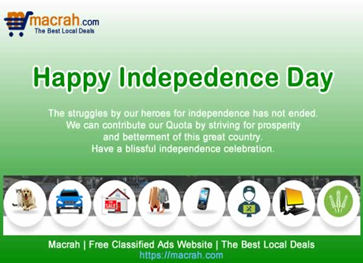 macrah.com
The Best Local Deals
Happy Indepedence Day
The struggles by our heroes for independence has not ended.
We can contribute our Quota by striving for prosperity
and betterment of this great country.
Have a blissful independence celebration.
Macrah | Free Classified Ads Website | The Best Local Deals
https://macrah.com